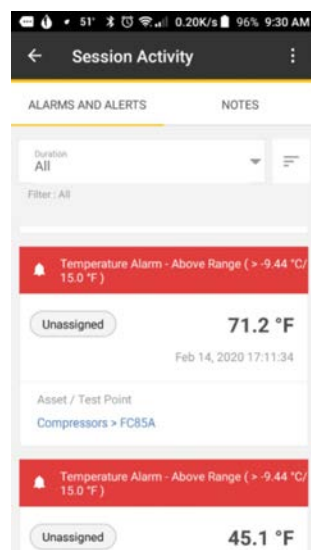 51° 0.20K/s 96% 9:30 AM
Session Activity
ALARMS AND ALERTS NOTES
Duration
All
Filter : All
Temperature Alarm - Above Range ( > -9.44 °C/
15.0 °F )
Unassigned 71.2 °F
Feb 14, 2020 17:11:34
Asset / Test Point
Compressors > FC85A
Temperature Alarm - Above Range ( > -9.44 °C/
15.0 °F )
Unassigned 45.1 °F